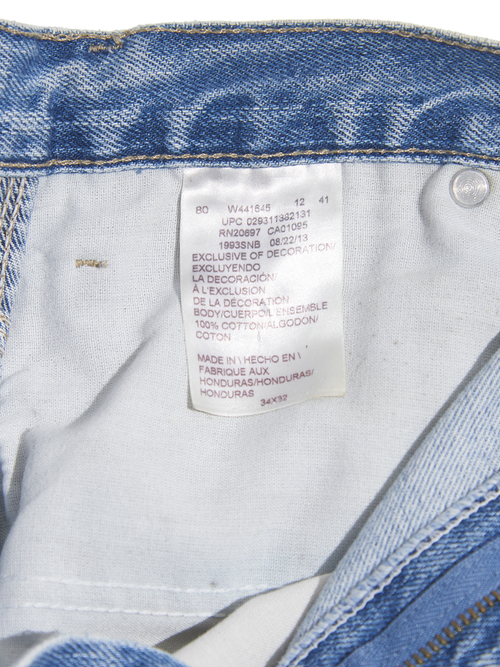 80 W441645 12 41
UPC 029311382131
RN20697 CA01095
1993SNB 08/22/13
EXCLUSIVE OF DECORATION/
EXCLUYENDO
LA DECORACIÓN/
À L'EXCLUSION
DE LA DÉCORATION
BODY/CUERPO/L'ENSEMBLE
100% COTTON/ALGODON/
COTON
MADE IN \ HECHO EN \
FABRIQUE AUX
HONDURAS/HONDURAS/
HONDURAS
34X32